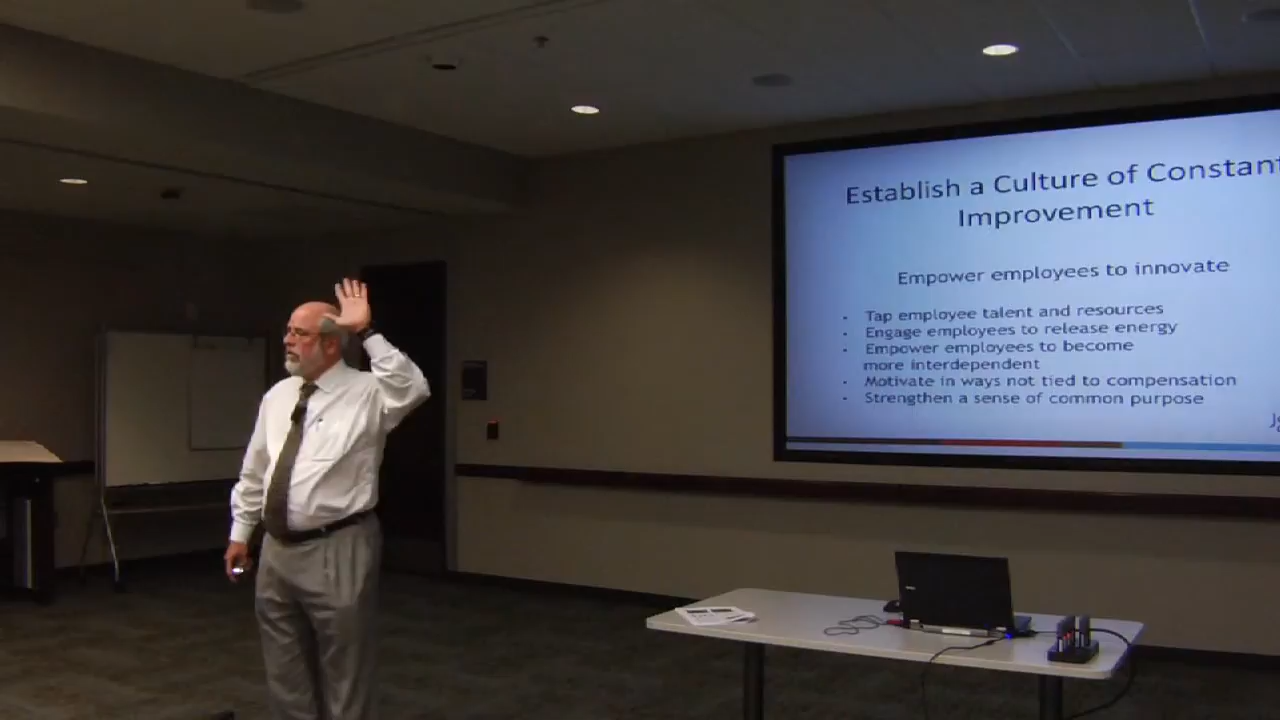 Establish a Culture of Constant
Improvement
Empower employees to innovate
- Tap employee talent and resources
- Engage employees to release energy
- Empower employees to become
more interdependent
- Motivate in ways not tied to compensation
- Strengthen a sense of common purpose